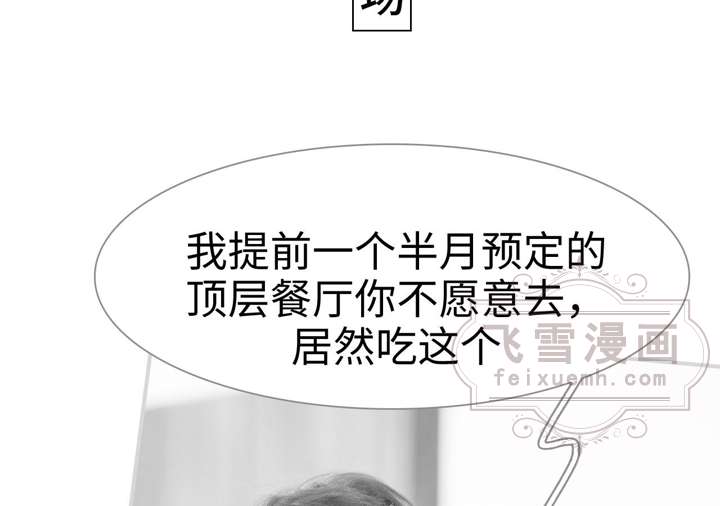 我提前一个半月预定的
顶层餐厅你不愿意去，
居然吃这个
飞雪漫画
feixuemh.com